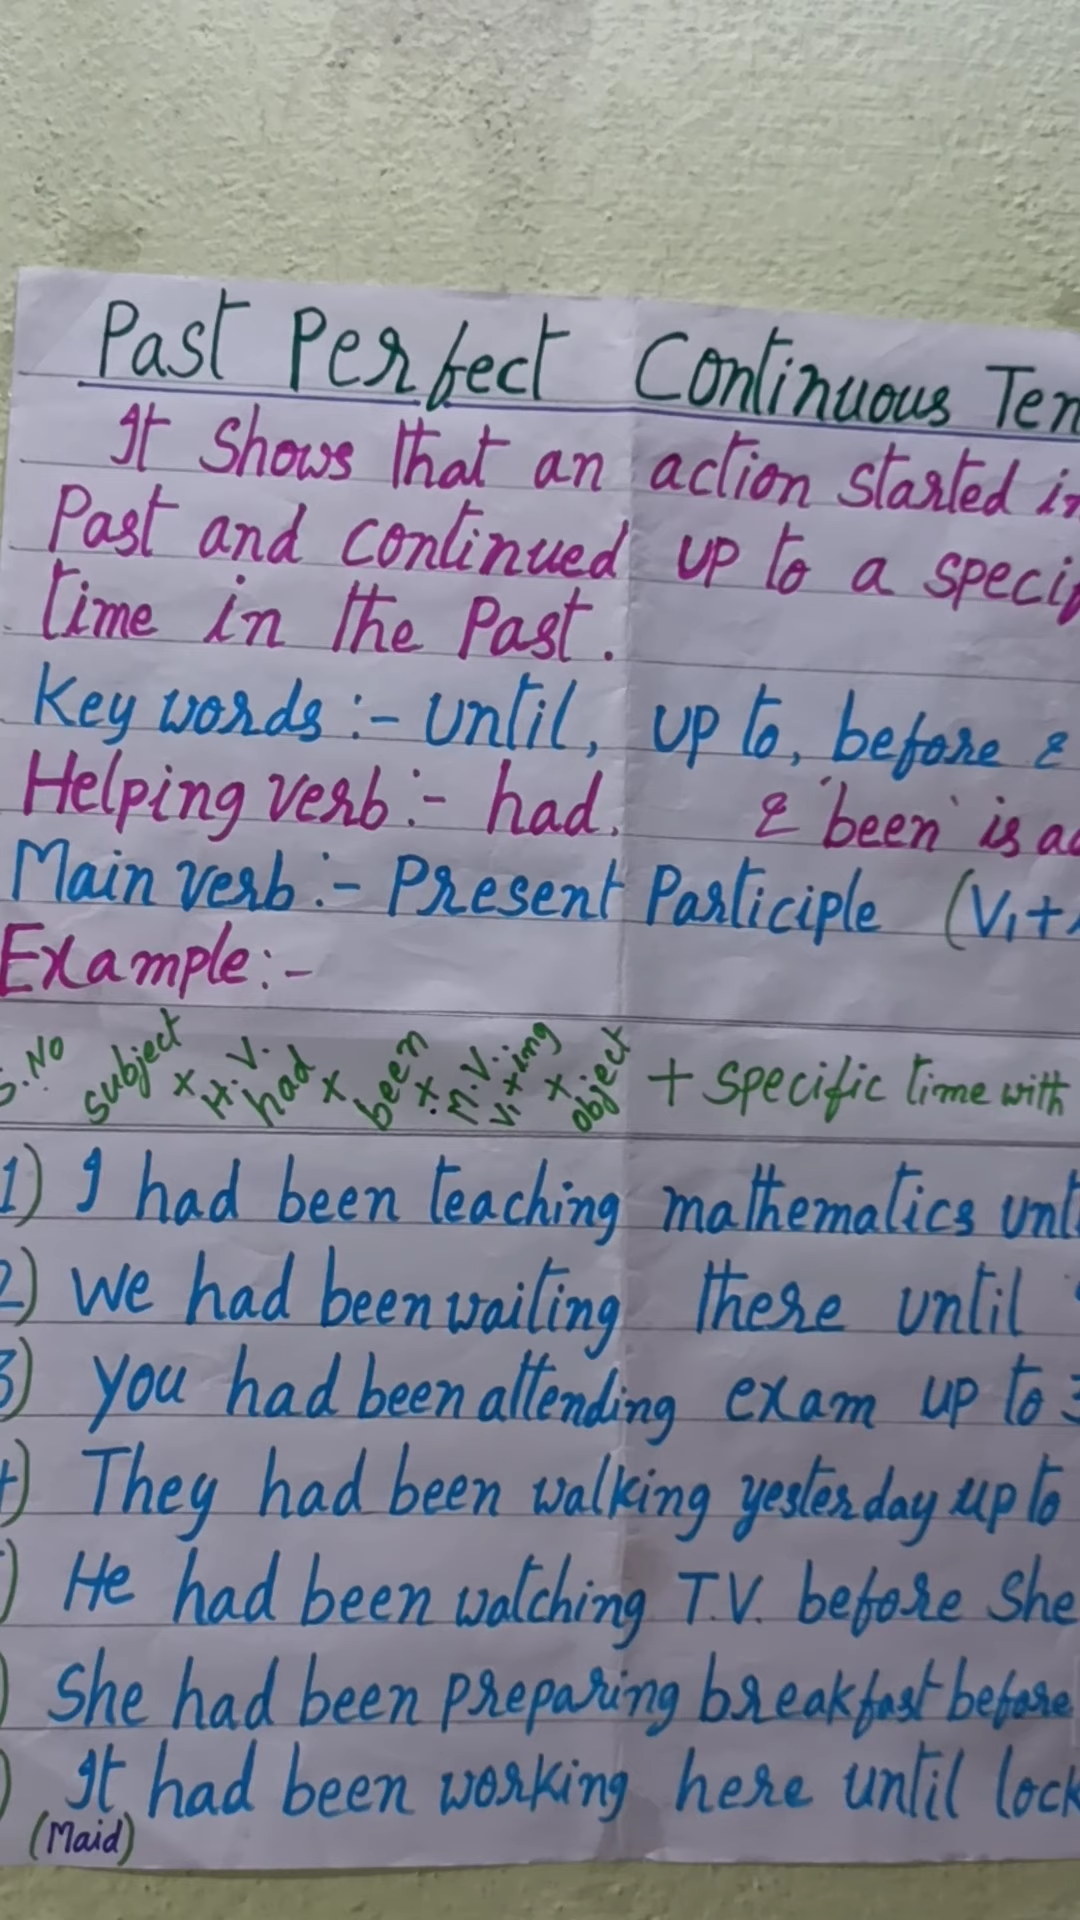 Past Perfect Continuous Ten
It Shows that an action started in
Past and continued up to a specif
time in the Past.
Key words :- until, up to, before &
Helping verb :- had. & 'been' is ad
Main verb :- Present Participle (V1 +
Example :-
S.No subject + H.V. had + been + m.V. V1+ing + object + specific time with
1) I had been teaching mathematics unt
2) We had been waiting there until
3) You had been attending exam up to 3
4) They had been walking yesterday up to
) He had been watching T.V. before She
) She had been preparing breakfast before
) It had been working here until lock
(Maid)